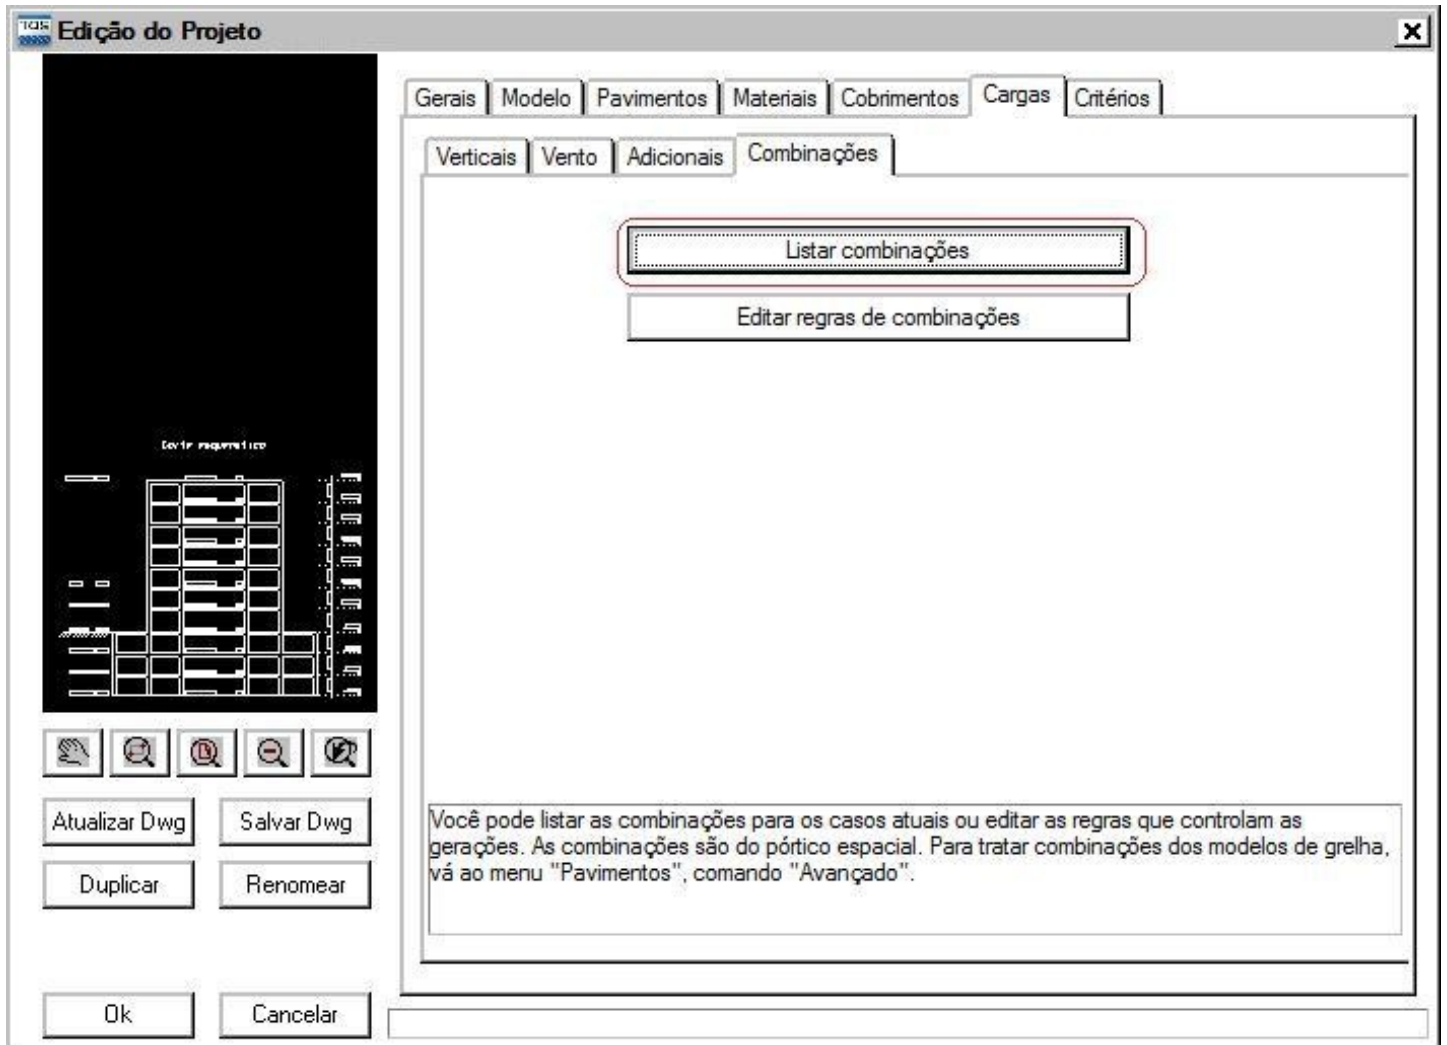 TQS Edição do Projeto
Gerais Modelo Pavimentos Materiais Cobrimentos Cargas Critérios
Verticais Vento Adicionais Combinações
Listar combinações
Editar regras de combinações
Corte esquematico
Atualizar Dwg Salvar Dwg
Duplicar Renomear
Você pode listar as combinações para os casos atuais ou editar as regras que controlam as
gerações. As combinações são do pórtico espacial. Para tratar combinações dos modelos de grelha,
vá ao menu "Pavimentos", comando "Avançado".
Ok Cancelar